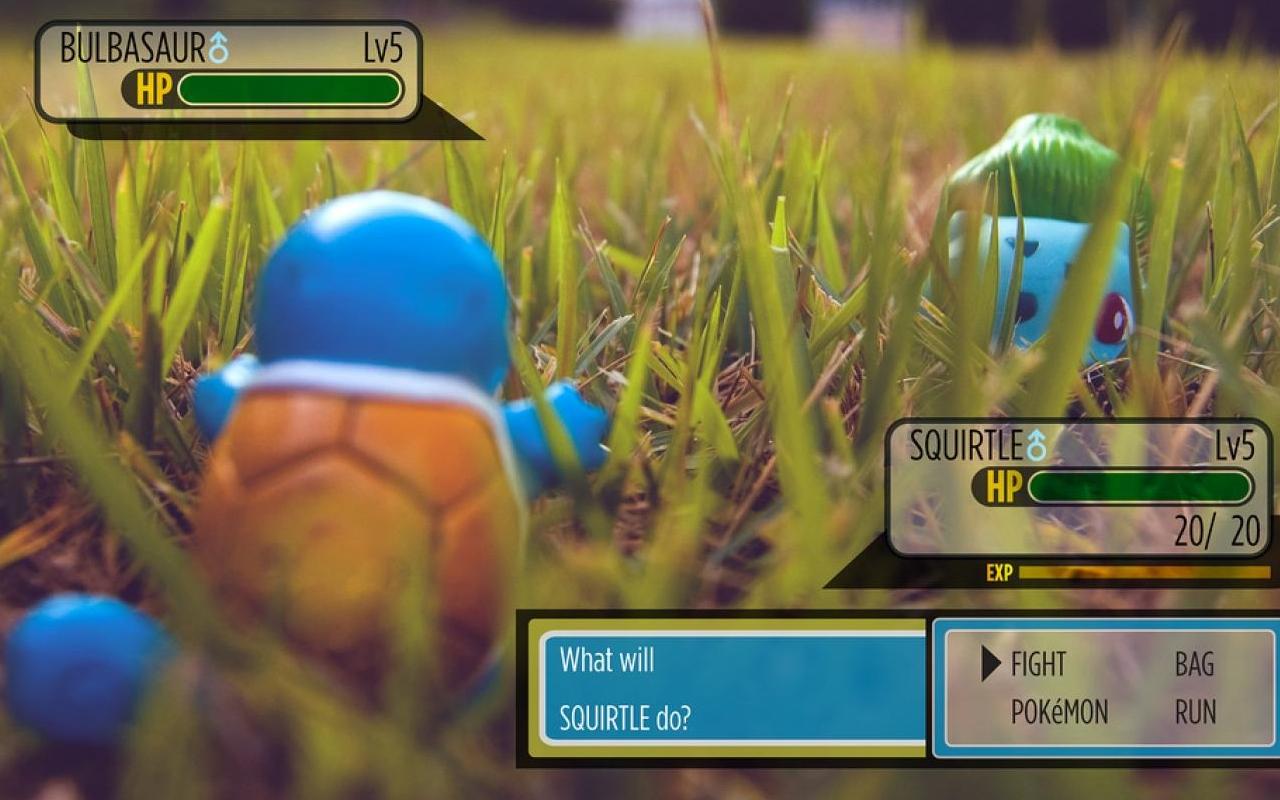 BULBASAUR♂ Lv5
HP
SQUIRTLE♂ Lv5
HP
20/ 20
EXP
What will
SQUIRTLE do?
▶FIGHT BAG
POKéMON RUN